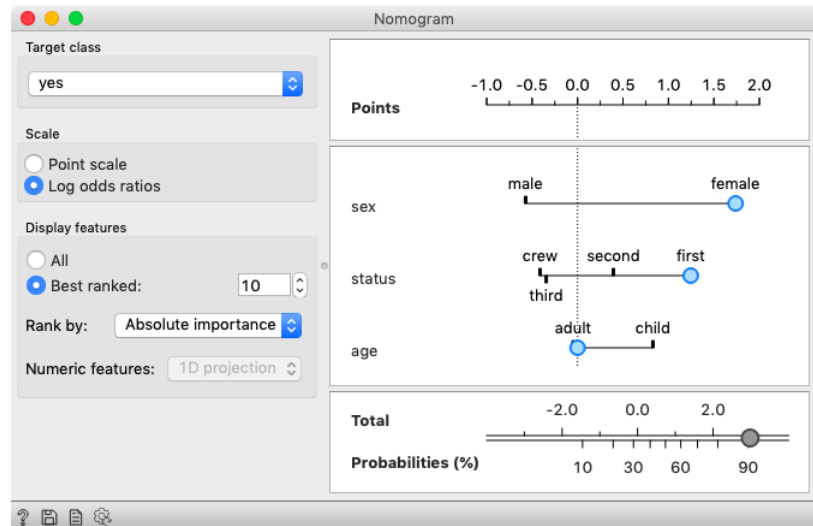 Nomogram
Target class
yes
Scale
Point scale
Log odds ratios
Display features
All
Best ranked: 10
Rank by: Absolute importance
Numeric features: 1D projection
-1.0 -0.5 0.0 0.5 1.0 1.5 2.0
Points
male female
sex
crew second first
status
third
adult child
age
-2.0 0.0 2.0
Total
Probabilities (%)
10 30 60 90
?